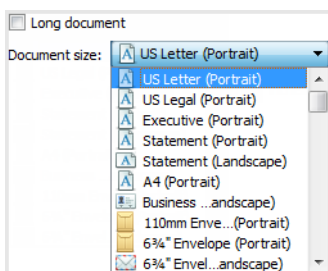 Long document
Document size: US Letter (Portrait)
US Letter (Portrait)
US Legal (Portrait)
Executive (Portrait)
Statement (Portrait)
Statement (Landscape)
A4 (Portrait)
Business ...andscape)
110mm Enve...(Portrait)
6¾" Envelope (Portrait)
6¾" Envel...andscape)